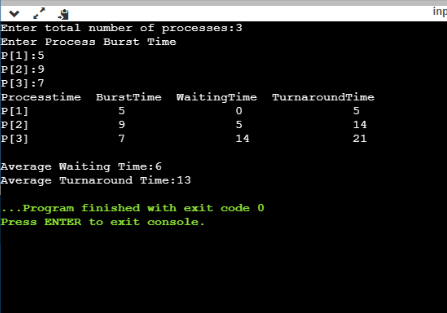 inp
Enter total number of processes:3
Enter Process Burst Time
P[1]:5
P[2]:9
P[3]:7
Processtime BurstTime WaitingTime TurnaroundTime
P[1] 5 0 5
P[2] 9 5 14
P[3] 7 14 21
Average Waiting Time:6
Average Turnaround Time:13
...Program finished with exit code 0
Press ENTER to exit console.